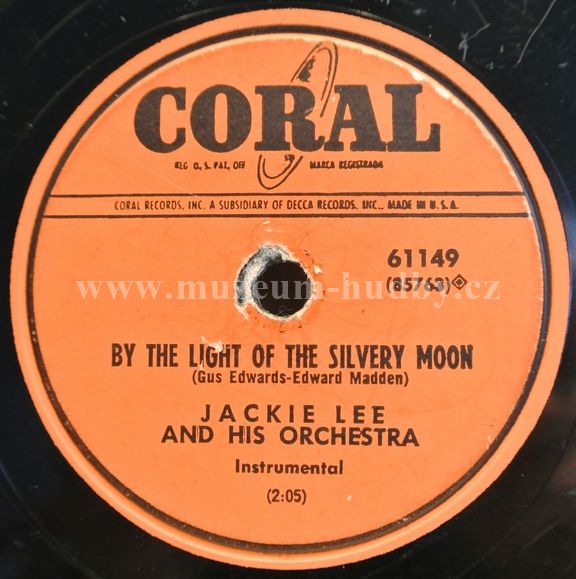 CORAL
REG. U. S. PAT. OFF. MARCA REGISTRADA
CORAL RECORDS, INC. A SUBSIDIARY OF DECCA RECORDS, INC., MADE IN U.S.A.
61149
(85763)
www.museum-hudby.cz
BY THE LIGHT OF THE SILVERY MOON
(Gus Edwards-Edward Madden)
JACKIE LEE
AND HIS ORCHESTRA
Instrumental
(2:05)